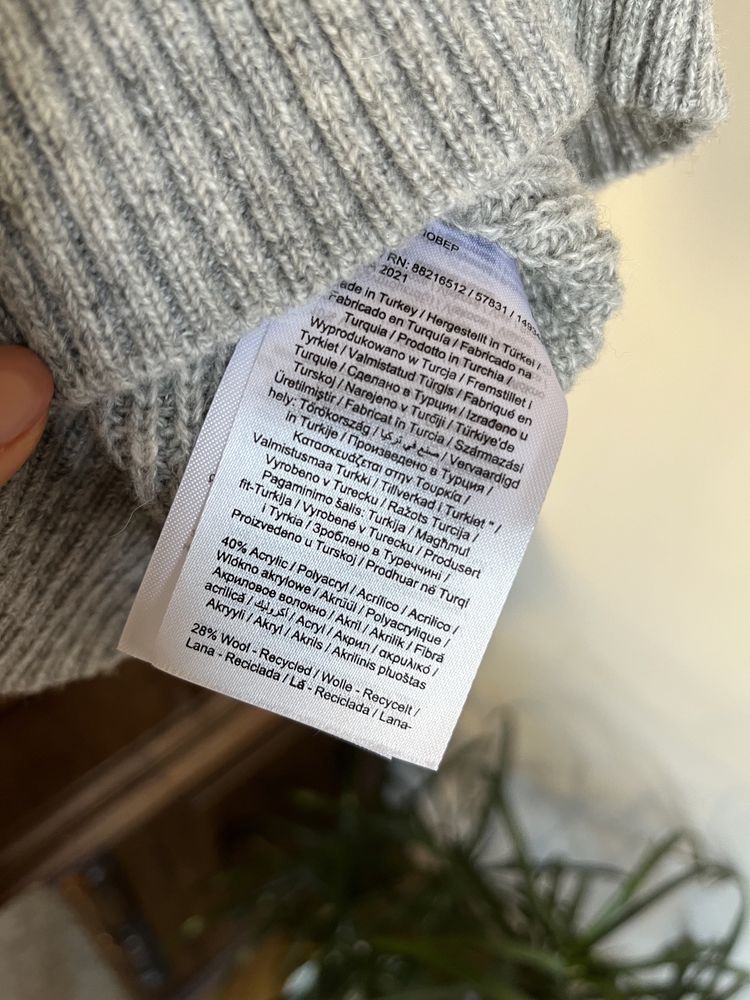 ЛОВЕР
RN: 88216512 / 57831 / 1493
2021
ade in Turkey / Hergestellt in Türkei /
Fabricado en Turquía / Fabricado na
Turquia / Prodotto in Turchia /
Wyprodukowano w Turcja / Fremstillet i
Tyrkiet / Valmistatud Türgis / Fabriqué en
Turquie / Сделано в Турции / Izrađeno u
Turskoj / Narejeno v Turčiji / Türkiye'de
Üretilmiştir / Fabricat în Turcia / Származási
hely: Törökország / صنع في تركيا / Vervaardigd
in Turkije / Произведено в Турция /
Κατασκευάζεται στην Τουρκία /
Valmistusmaa Turkki / Tillverkad i Turkiet " /
Vyrobeno v Turecku / Ražots Turcija /
Pagaminimo šalis: Turkija / Magħmul
fit-Turkija / Vyrobené v Turecku / Produsert
i Tyrkia / Зроблено в Туреччині /
Proizvedeno u Turskoj / Prodhuar në Turqi
40% Acrylic / Polyacryl / Acrílico / Acrilico /
Włókno akrylowe / Akrüül / Polyacrylique /
Акриловое волокно / Akril / Akrilik / Fibră
acrilică / أكريليك / Acryl / Акрил / ακρυλικό /
Akryyli / Akryl / Akrils / Akrilinis pluoštas
28% Wool - Recycled / Wolle - Recycelt /
Lana - Reciclada / Lã - Reciclada / Lana-